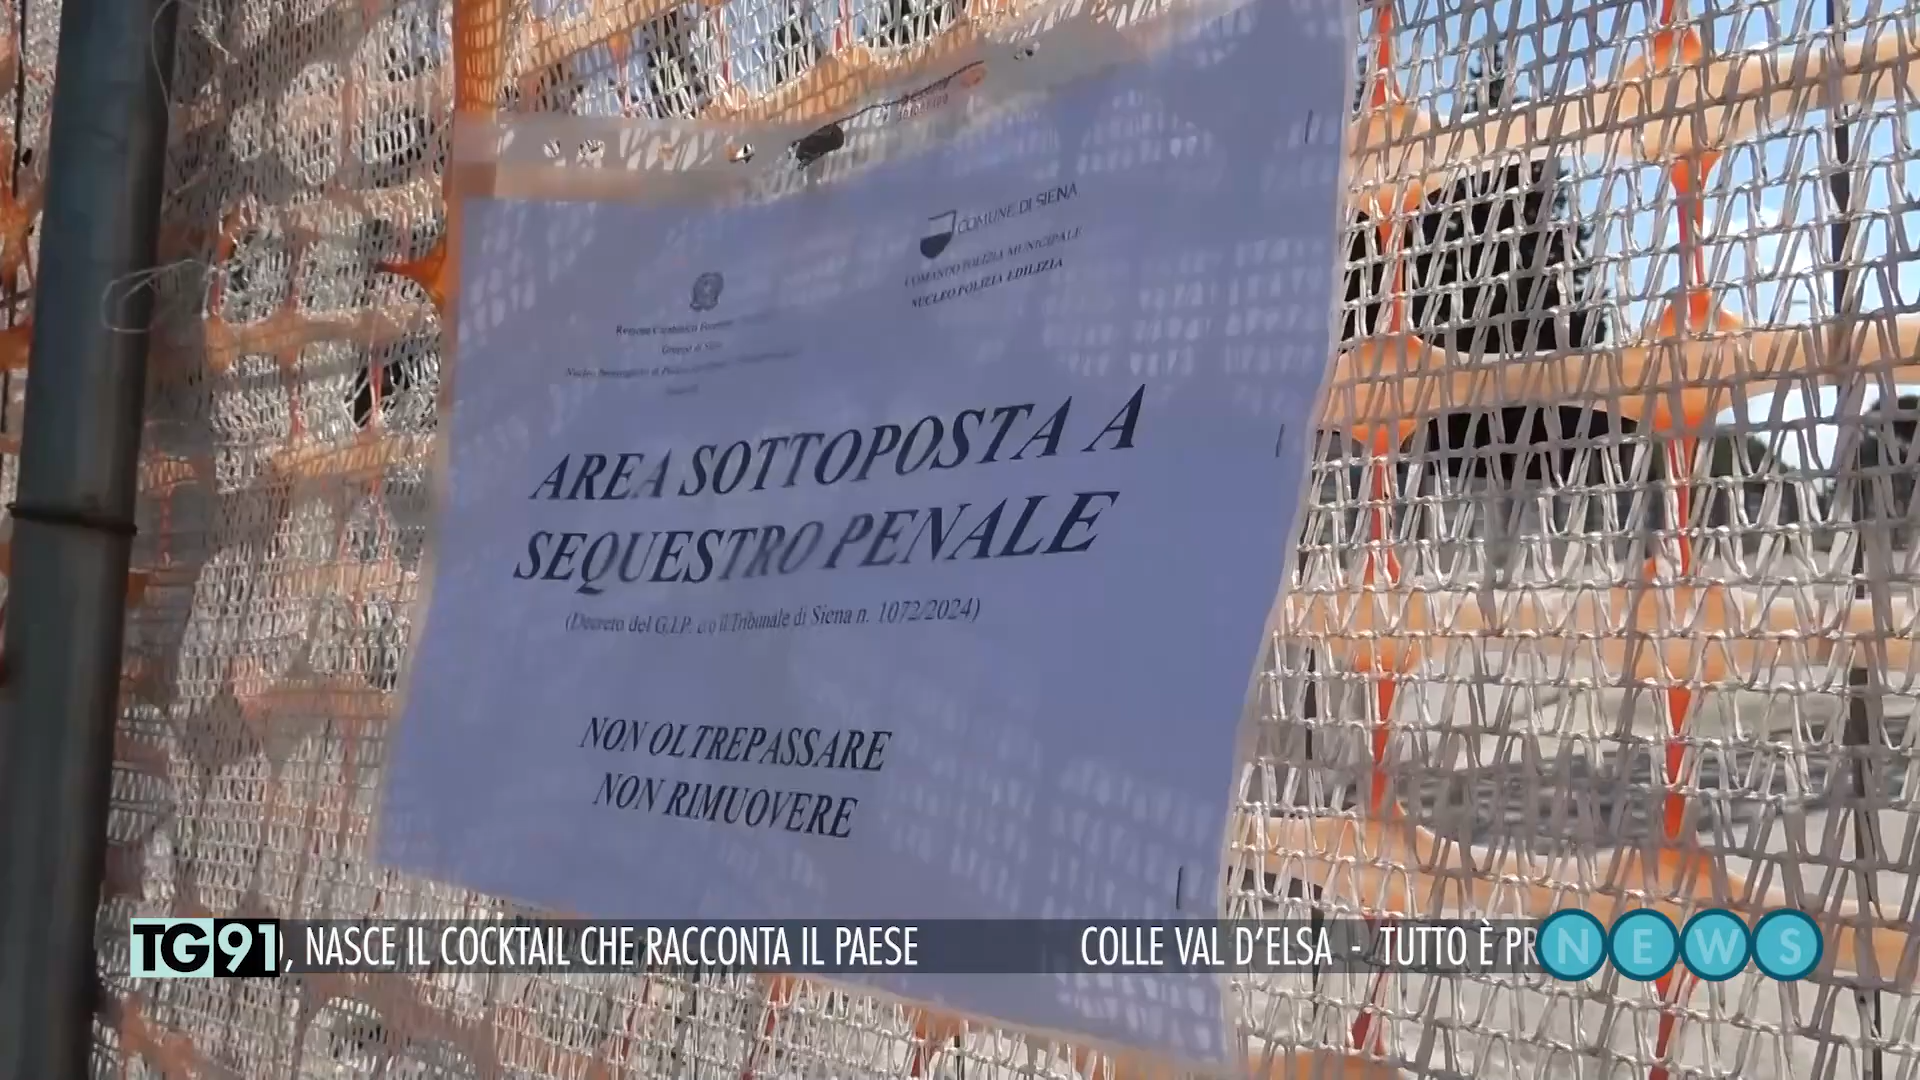 COMUNE DI SIENA
COMANDO POLIZIA MUNICIPALE
NUCLEO POLIZIA EDILIZIA
AREA SOTTOPOSTA A
SEQUESTRO PENALE
(Decreto del G.I.P. c/o il Tribunale di Siena n. 1072/2024)
NON OLTREPASSARE
NON RIMUOVERE
TG91 , NASCE IL COCKTAIL CHE RACCONTA IL PAESE COLLE VAL D'ELSA - TUTTO È PR NEWS